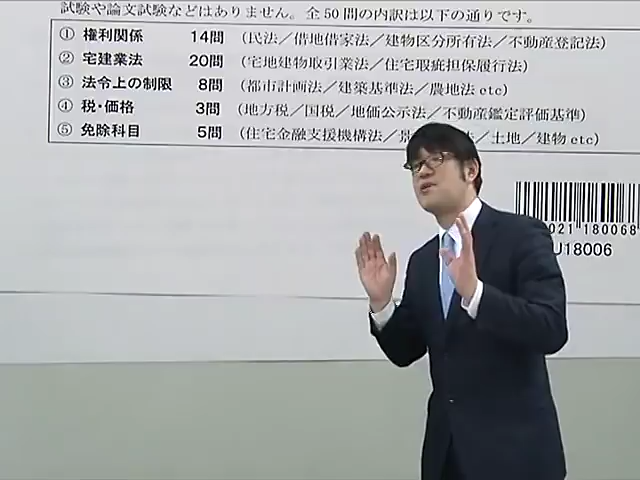 試験や論文試験などはありません。全50問の内訳は以下の通りです。
① 権利関係 14問 (民法／借地借家法／建物区分所有法／不動産登記法)
② 宅建業法 20問 (宅地建物取引業法／住宅瑕疵担保履行法)
③ 法令上の制限 8問 (都市計画法／建築基準法／農地法 etc)
④ 税・価格 3問 (地方税／国税／地価公示法／不動産鑑定評価基準)
⑤ 免除科目 5問 (住宅金融支援機構法／景 法／土地／建物 etc)
021 180068
U18006